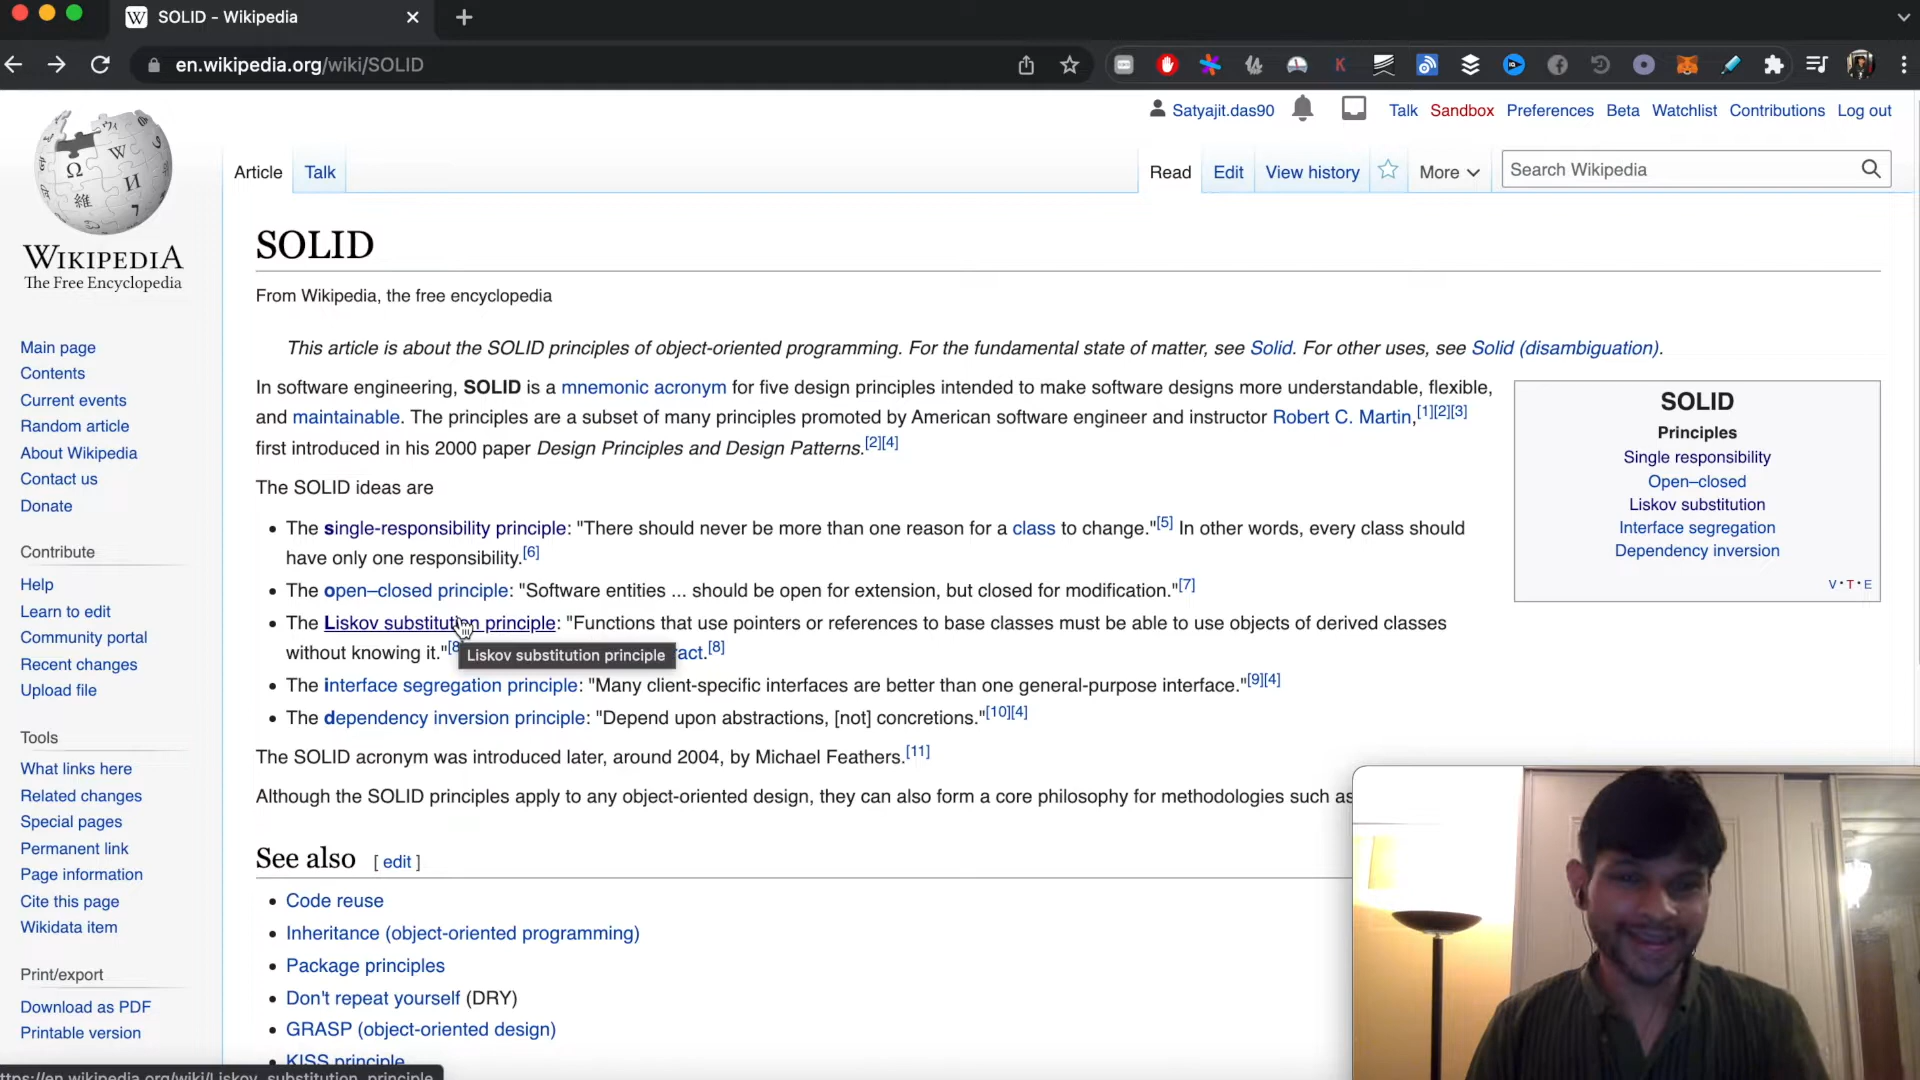 SOLID - Wikipedia
en.wikipedia.org/wiki/SOLID
Satyajit.das90 Talk Sandbox Preferences Beta Watchlist Contributions Log out
Article Talk Read Edit View history More Search Wikipedia
WIKIPEDIA
The Free Encyclopedia
SOLID
From Wikipedia, the free encyclopedia
This article is about the SOLID principles of object-oriented programming. For the fundamental state of matter, see Solid. For other uses, see Solid (disambiguation).
In software engineering, SOLID is a mnemonic acronym for five design principles intended to make software designs more understandable, flexible,
and maintainable. The principles are a subset of many principles promoted by American software engineer and instructor Robert C. Martin,[1][2][3]
first introduced in his 2000 paper Design Principles and Design Patterns.[2][4]
The SOLID ideas are
• The single-responsibility principle: "There should never be more than one reason for a class to change."[5] In other words, every class should
have only one responsibility.[6]
• The open–closed principle: "Software entities ... should be open for extension, but closed for modification."[7]
• The Liskov substitution principle: "Functions that use pointers or references to base classes must be able to use objects of derived classes
without knowing it."[8 Liskov substitution principle act.[8]
• The interface segregation principle: "Many client-specific interfaces are better than one general-purpose interface."[9][4]
• The dependency inversion principle: "Depend upon abstractions, [not] concretions."[10][4]
The SOLID acronym was introduced later, around 2004, by Michael Feathers.[11]
Although the SOLID principles apply to any object-oriented design, they can also form a core philosophy for methodologies such as
See also [ edit ]
• Code reuse
• Inheritance (object-oriented programming)
• Package principles
• Don't repeat yourself (DRY)
• GRASP (object-oriented design)
• KISS principle
SOLID
Principles
Single responsibility
Open–closed
Liskov substitution
Interface segregation
Dependency inversion
V • T • E
Main page
Contents
Current events
Random article
About Wikipedia
Contact us
Donate
Contribute
Help
Learn to edit
Community portal
Recent changes
Upload file
Tools
What links here
Related changes
Special pages
Permanent link
Page information
Cite this page
Wikidata item
Print/export
Download as PDF
Printable version
ttps://en.wikipedia.org/wiki/Liskov_substitution_principle